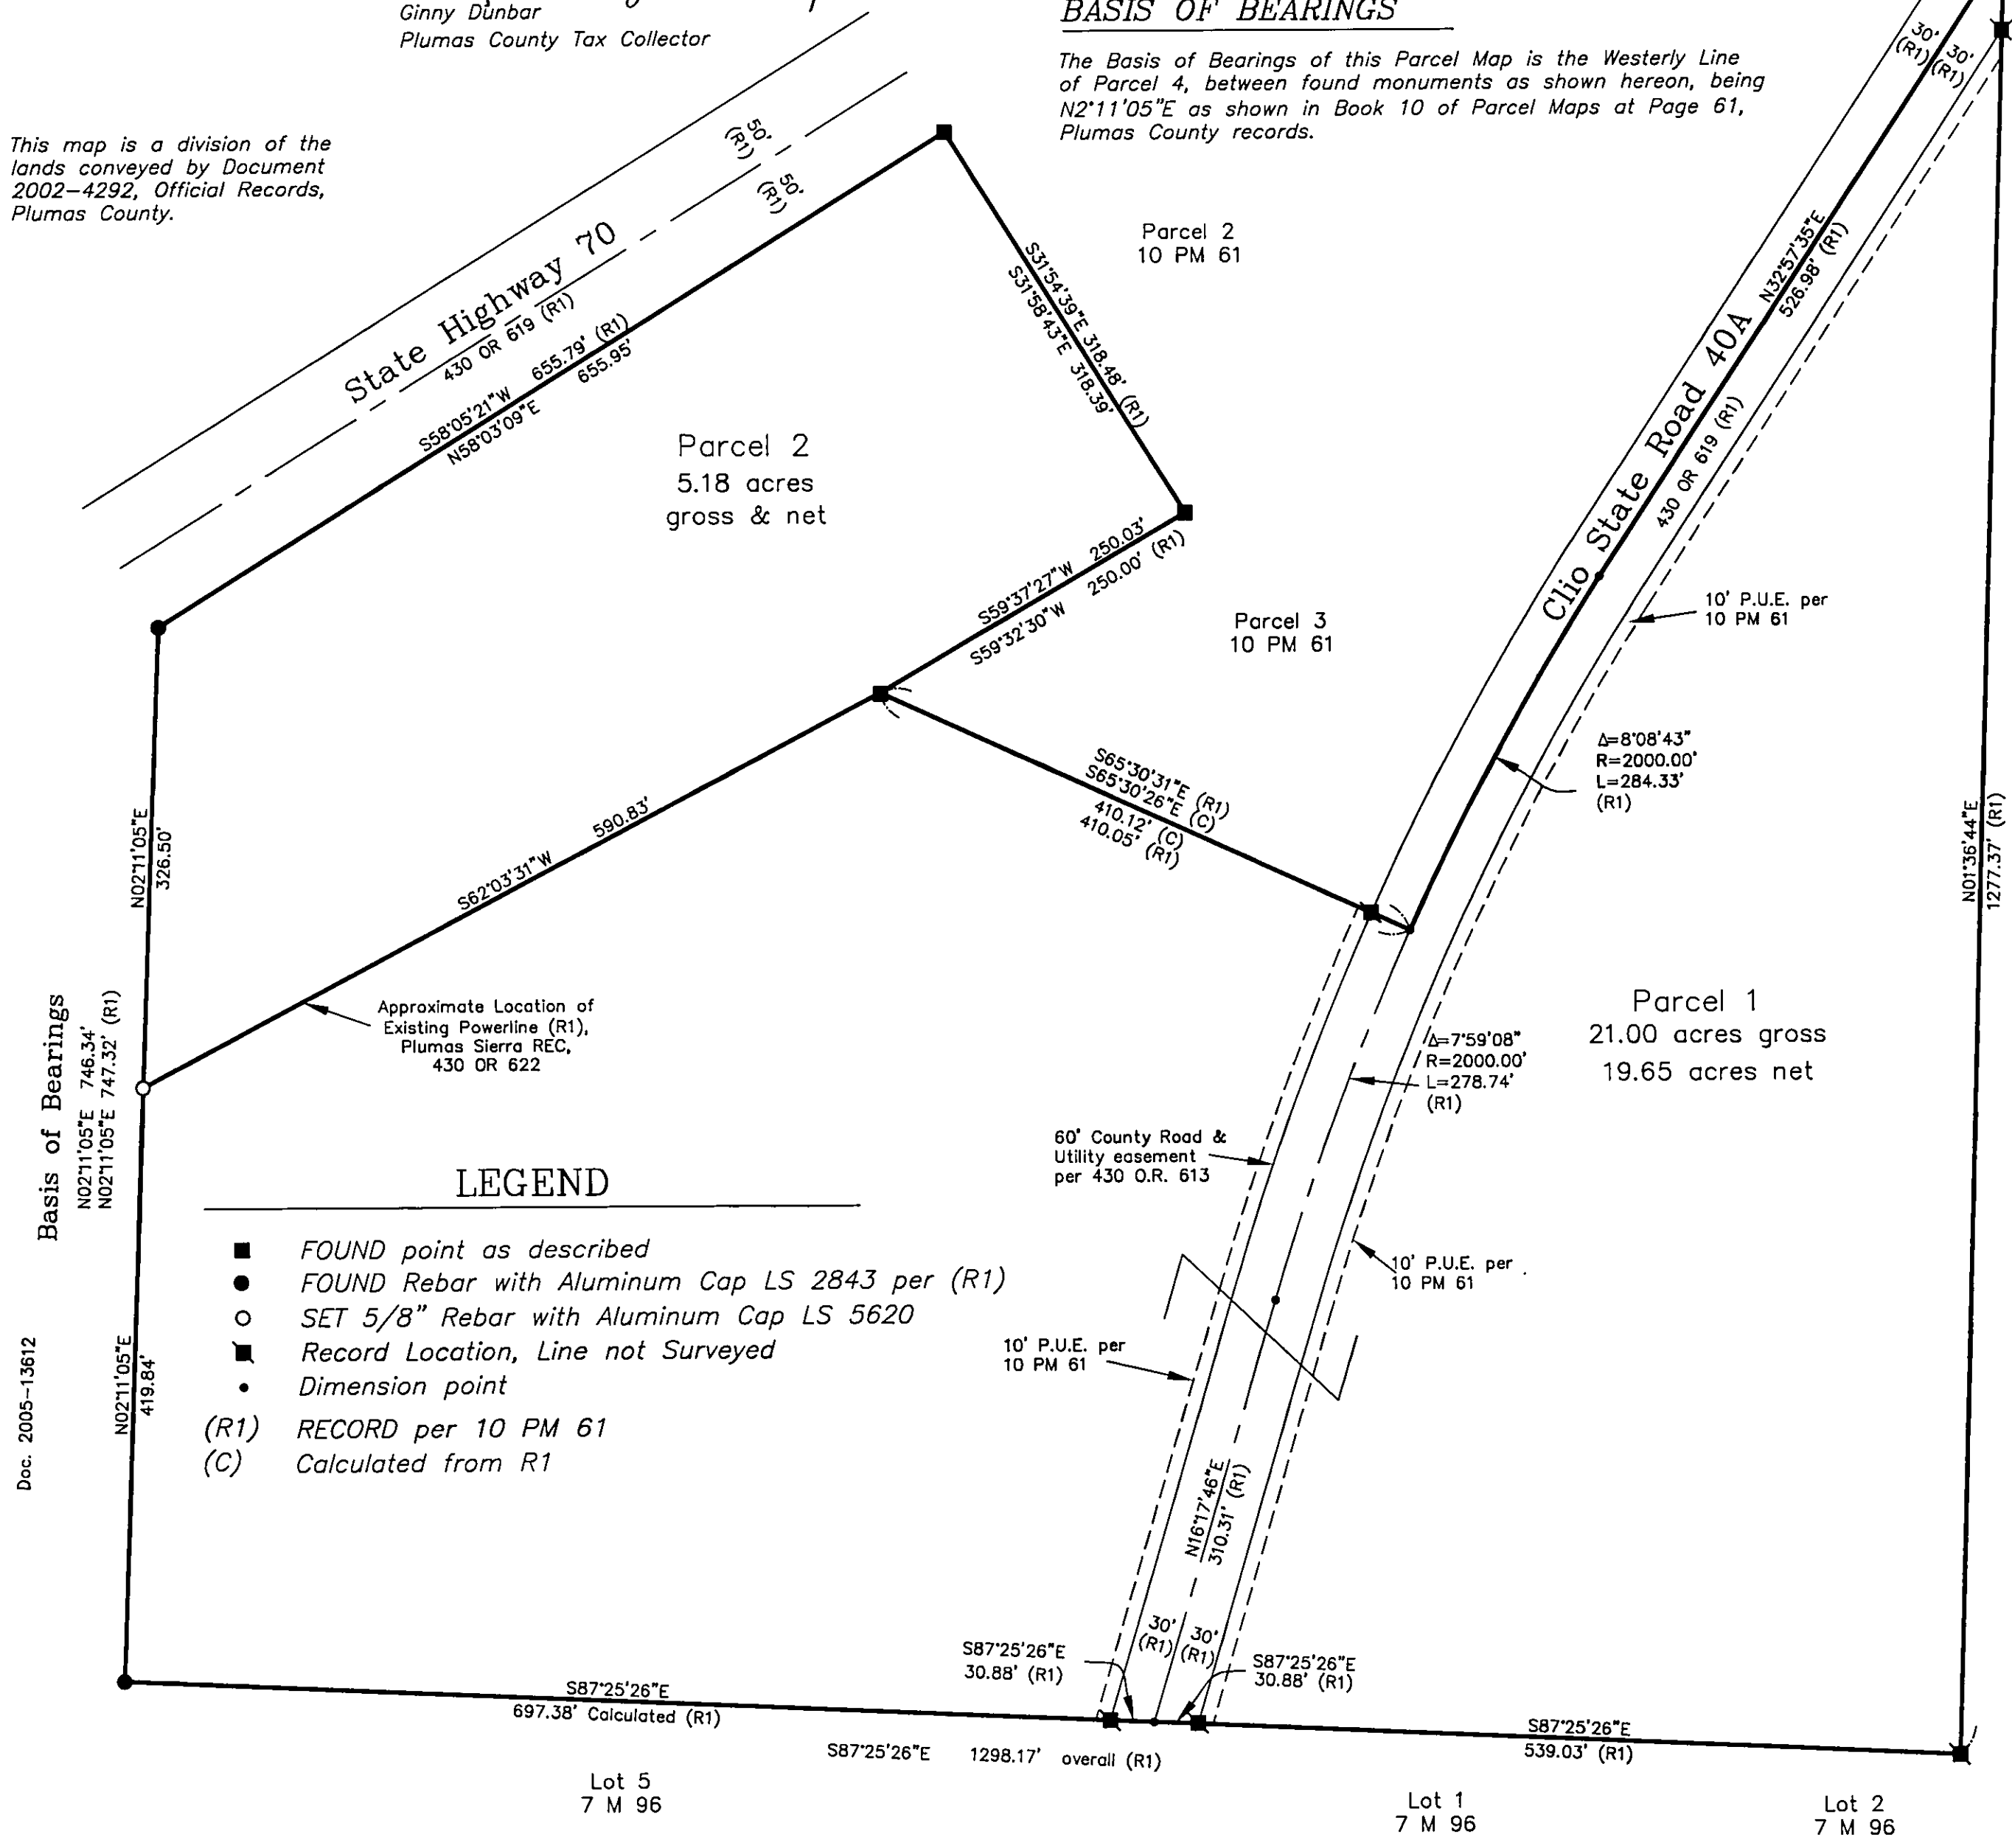 Ginny Dunbar
Plumas County Tax Collector
BASIS OF BEARINGS
The Basis of Bearings of this Parcel Map is the Westerly Line
of Parcel 4, between found monuments as shown hereon, being
N2°11'05"E as shown in Book 10 of Parcel Maps at Page 61,
Plumas County records.
This map is a division of the
lands conveyed by Document
2002-4292, Official Records,
Plumas County.
30'
(R1)
30'
(R1)
50'
(R1)
50'
(R1)
State Highway 70
430 OR 619 (R1)
S58°05'21"W 655.79' (R1)
N58°03'09"E 655.95'
Parcel 2
10 PM 61
S31°54'39"E 318.48' (R1)
S31°58'43"E 318.39'
Parcel 2
5.18 acres
gross & net
Clio State Road 40A
N32°57'35"E
526.98' (R1)
430 OR 619 (R1)
S59°37'27"W 250.03'
S59°32'30"W 250.00' (R1)
Parcel 3
10 PM 61
10' P.U.E. per
10 PM 61
S65°30'31"E (R1)
S65°30'26"E (C)
410.12' (C)
410.05' (R1)
Δ=8°08'43"
R=2000.00'
L=284.33'
(R1)
N01°36'44"E
1277.37' (R1)
N02°11'05"E
326.50'
S62°03'31"W 590.83'
Approximate Location of
Existing Powerline (R1),
Plumas Sierra REC,
430 OR 622
Parcel 1
21.00 acres gross
19.65 acres net
Δ=7°59'08"
R=2000.00'
L=278.74'
(R1)
Basis of Bearings
N02°11'05"E 746.34'
N02°11'05"E 747.32' (R1)
60' County Road &
Utility easement
per 430 O.R. 613
LEGEND
FOUND point as described
FOUND Rebar with Aluminum Cap LS 2843 per (R1)
SET 5/8" Rebar with Aluminum Cap LS 5620
Record Location, Line not Surveyed
Dimension point
(R1) RECORD per 10 PM 61
(C) Calculated from R1
10' P.U.E. per
10 PM 61
10' P.U.E. per
10 PM 61
Doc. 2005-13612
N02°11'05"E
419.84'
N16°17'46"E
310.31' (R1)
30'
(R1)
30'
(R1)
S87°25'26"E
30.88' (R1)
S87°25'26"E
30.88' (R1)
S87°25'26"E
697.38' Calculated (R1)
S87°25'26"E 1298.17' overall (R1)
S87°25'26"E
539.03' (R1)
Lot 5
7 M 96
Lot 1
7 M 96
Lot 2
7 M 96